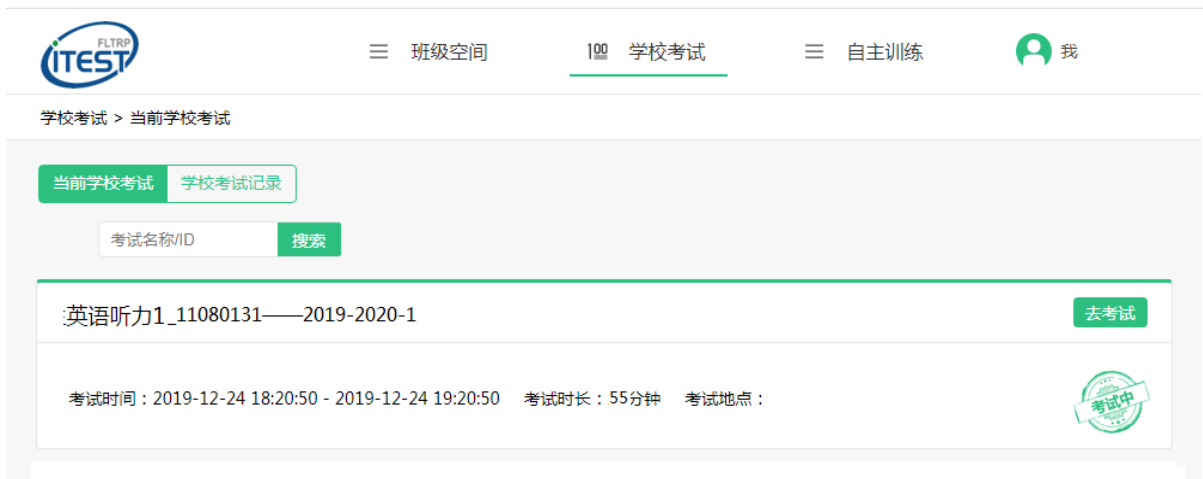 FLTRP
iTEST
班级空间
100 学校考试
自主训练
我
学校考试 > 当前学校考试
当前学校考试 学校考试记录
考试名称/ID 搜索
英语听力1_11080131——2019-2020-1 去考试
考试时间：2019-12-24 18:20:50 - 2019-12-24 19:20:50 考试时长：55分钟 考试地点：
考试中